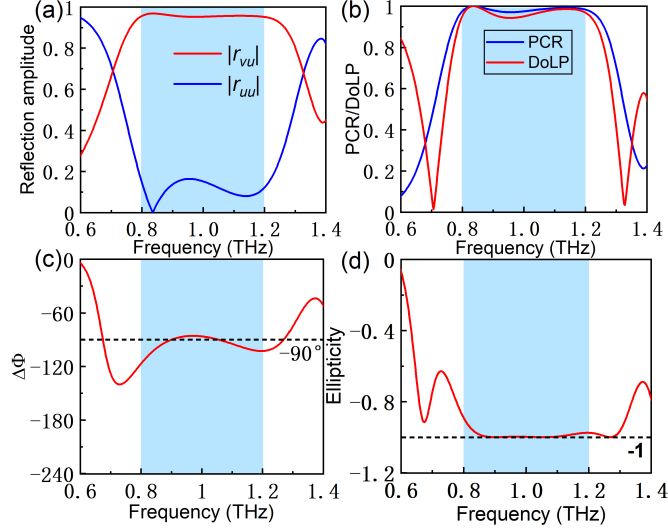 (a)
1
0.8
0.6
0.4
0.2
0
Reflection amplitude
|r_vu|
|r_uu|
0.6 0.8 1.0 1.2 1.4
Frequency (THz)
(b)
1
0.8
0.6
0.4
0.2
0
PCR/DoLP
PCR
DoLP
0.6 0.8 1.0 1.2 1.4
Frequency (THz)
(c)
0
-60
-120
-180
-240
ΔΦ
-90°
0.6 0.8 1 1.2 1.4
Frequency (THz)
(d)
0
-0.4
-0.8
-1.2
Ellipticity
-1
0.6 0.8 1 1.2 1.4
Frequency (THz)